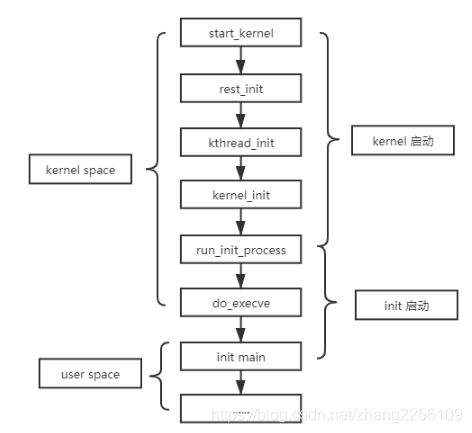 start_kernel
rest_init
kthread_init
kernel 启动
kernel space
kernel_init
run_init_process
do_execve
init 启动
init main
user space
......
https://blog.csdn.net/zhang2256109